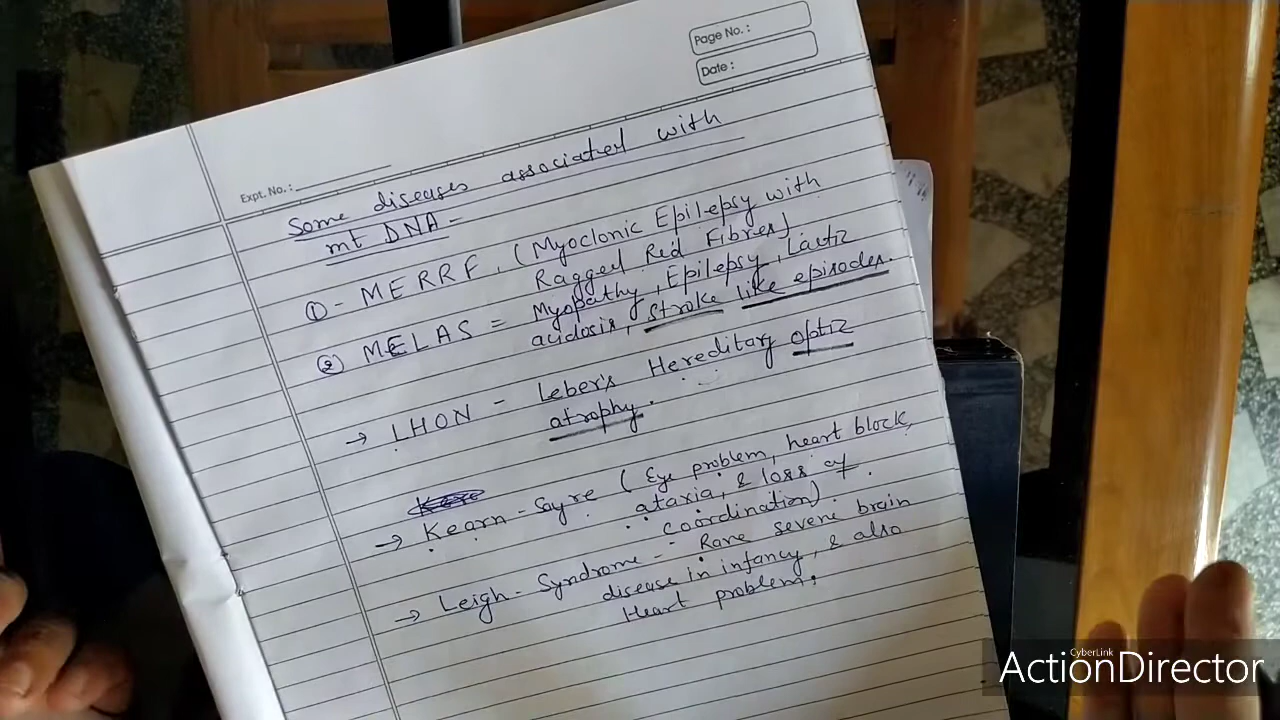 Page No. :
Date :
Expt. No. :
Some diseases associated with
mt DNA -
① - MERRF. (Myoclonic Epilepsy with
Ragged Red Fibres)
② MELAS = Myopathy, Epilepsy, Lactic
acidosis, stroke like episodes.
→ LHON - Leber's Hereditary optic
atrophy.
→ Kearn - Sayre (Eye problem, heart block,
ataxia, & loss of
coordination).
→ Leigh - Syndrome - Rare severe brain
disease in infancy, & also
Heart problem.
CyberLink
ActionDirector